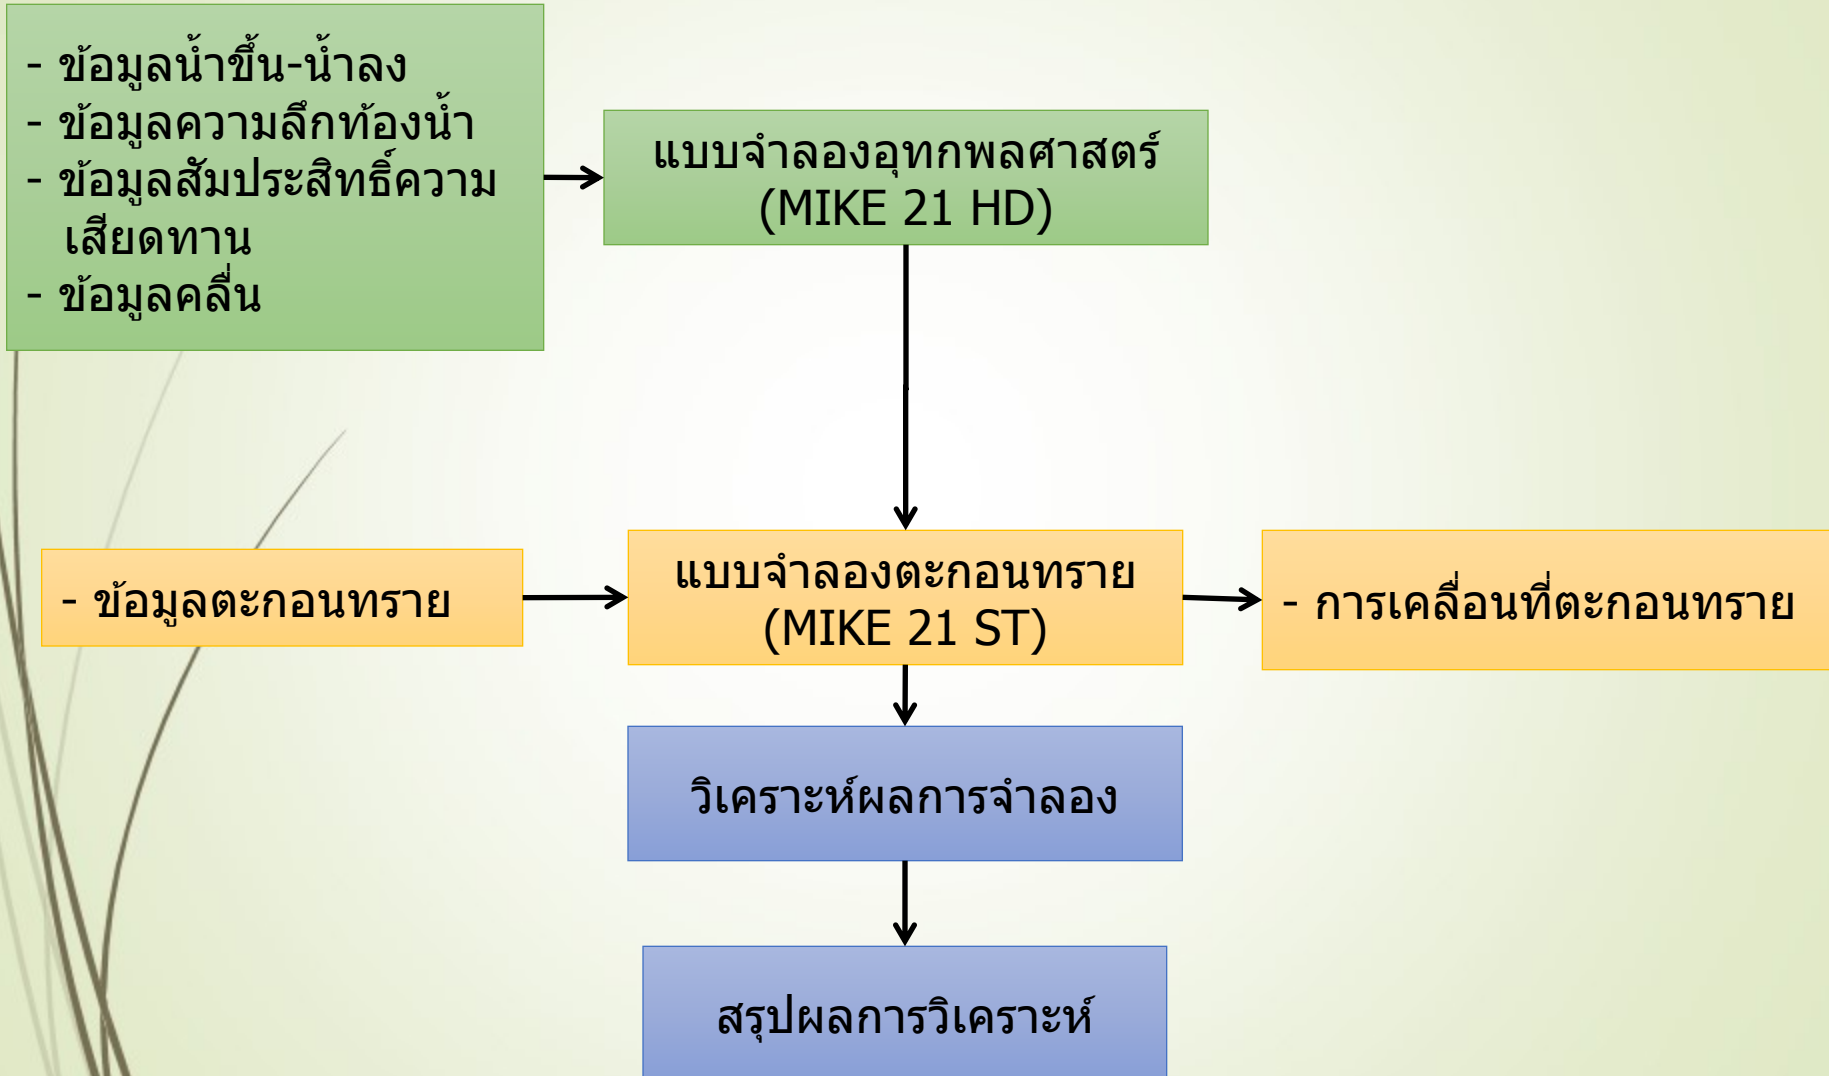 - ข้อมูลน้ำขึ้น-น้ำลง
- ข้อมูลความลึกท้องน้ำ
- ข้อมูลสัมประสิทธิ์ความ
เสียดทาน
- ข้อมูลคลื่น
แบบจำลองอุทกพลศาสตร์
(MIKE 21 HD)
- ข้อมูลตะกอนทราย
แบบจำลองตะกอนทราย
(MIKE 21 ST)
- การเคลื่อนที่ตะกอนทราย
วิเคราะห์ผลการจำลอง
สรุปผลการวิเคราะห์